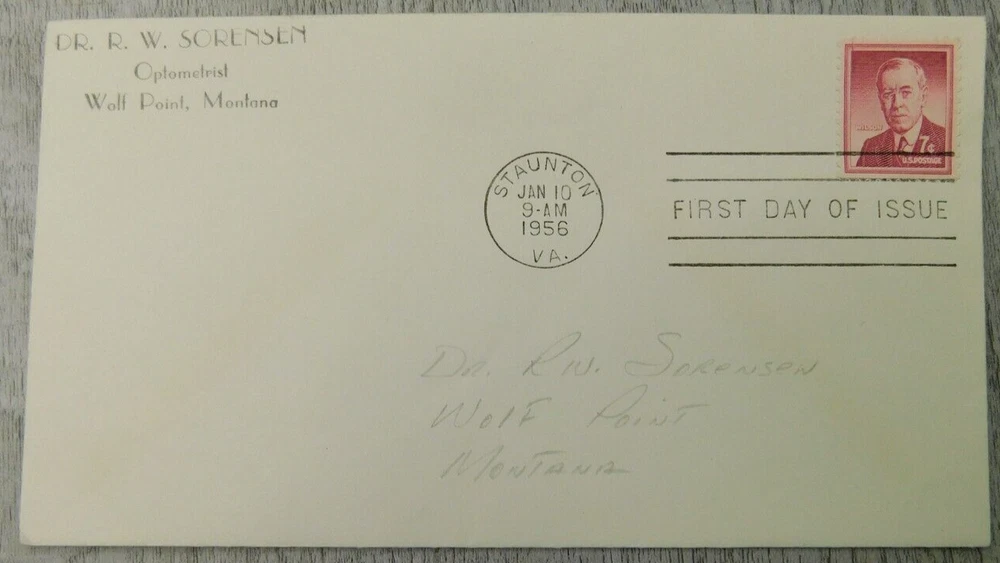 DR. R. W. SORENSEN
Optometrist
Wolf Point, Montana
WILSON
7¢
U.S. POSTAGE
STAUNTON
JAN 10
9-AM
1956
VA.
FIRST DAY OF ISSUE
Dr. R.W. Sorensen
Wolf Point
Montana